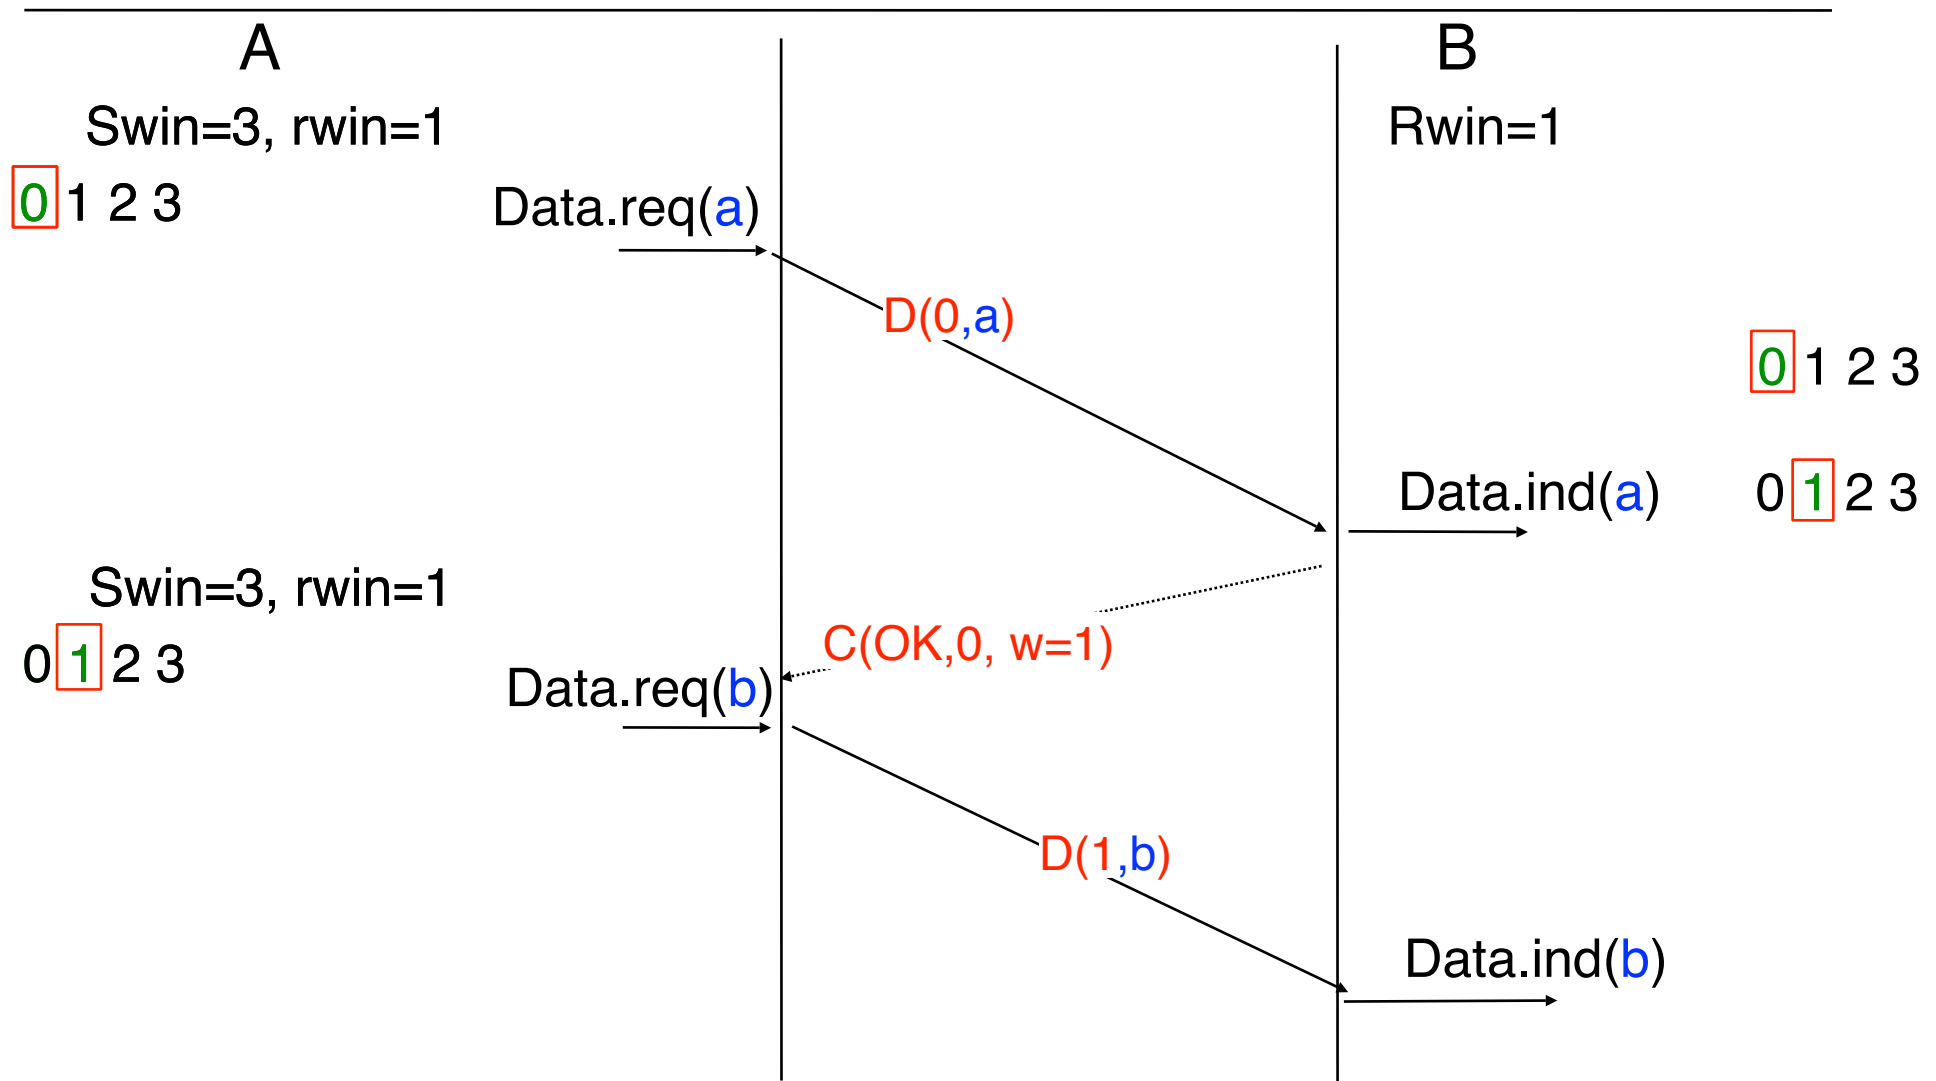 A
B
Swin=3, rwin=1
Rwin=1
0 1 2 3
Data.req(a)
D(0,a)
0 1 2 3
Data.ind(a)
0 1 2 3
Swin=3, rwin=1
C(OK,0, w=1)
0 1 2 3
Data.req(b)
D(1,b)
Data.ind(b)